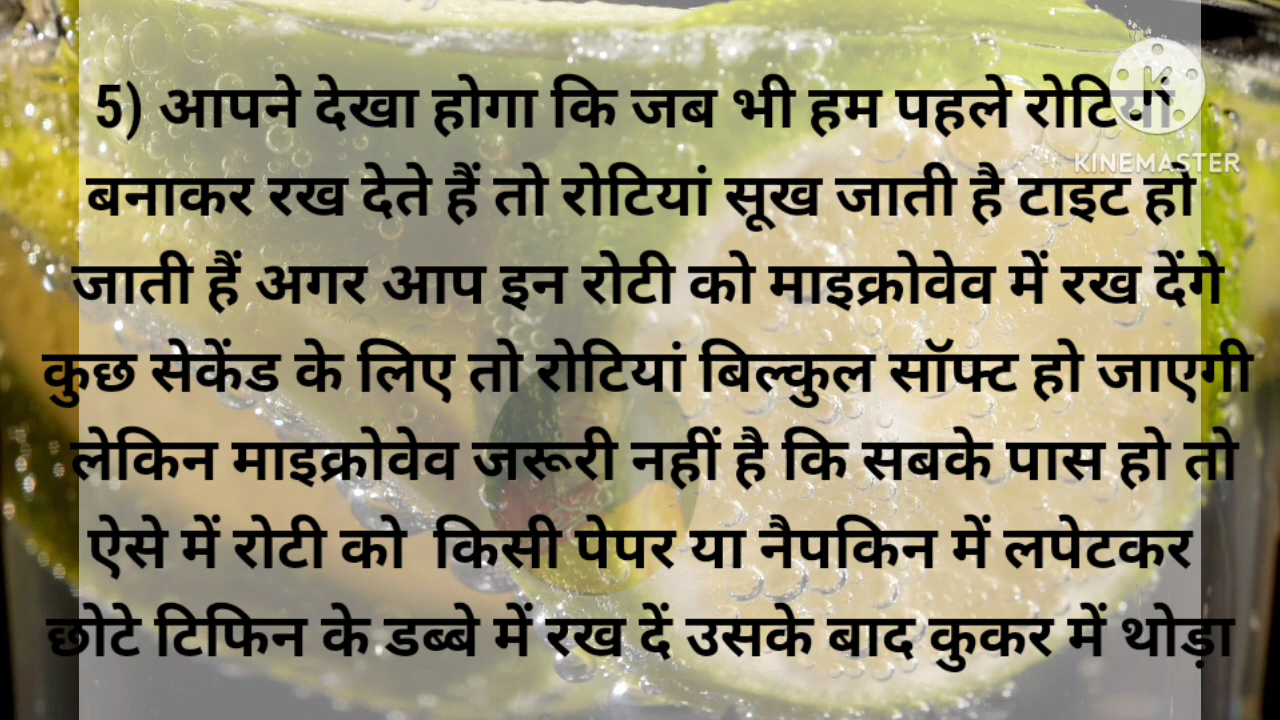 5) आपने देखा होगा कि जब भी हम पहले रोटियां
KINEMASTER
बनाकर रख देते हैं तो रोटियां सूख जाती है टाइट हो
जाती हैं अगर आप इन रोटी को माइक्रोवेव में रख देंगे
कुछ सेकेंड के लिए तो रोटियां बिल्कुल सॉफ्ट हो जाएगी
लेकिन माइक्रोवेव जरूरी नहीं है कि सबके पास हो तो
ऐसे में रोटी को किसी पेपर या नैपकिन में लपेटकर
छोटे टिफिन के डब्बे में रख दें उसके बाद कुकर में थोड़ा